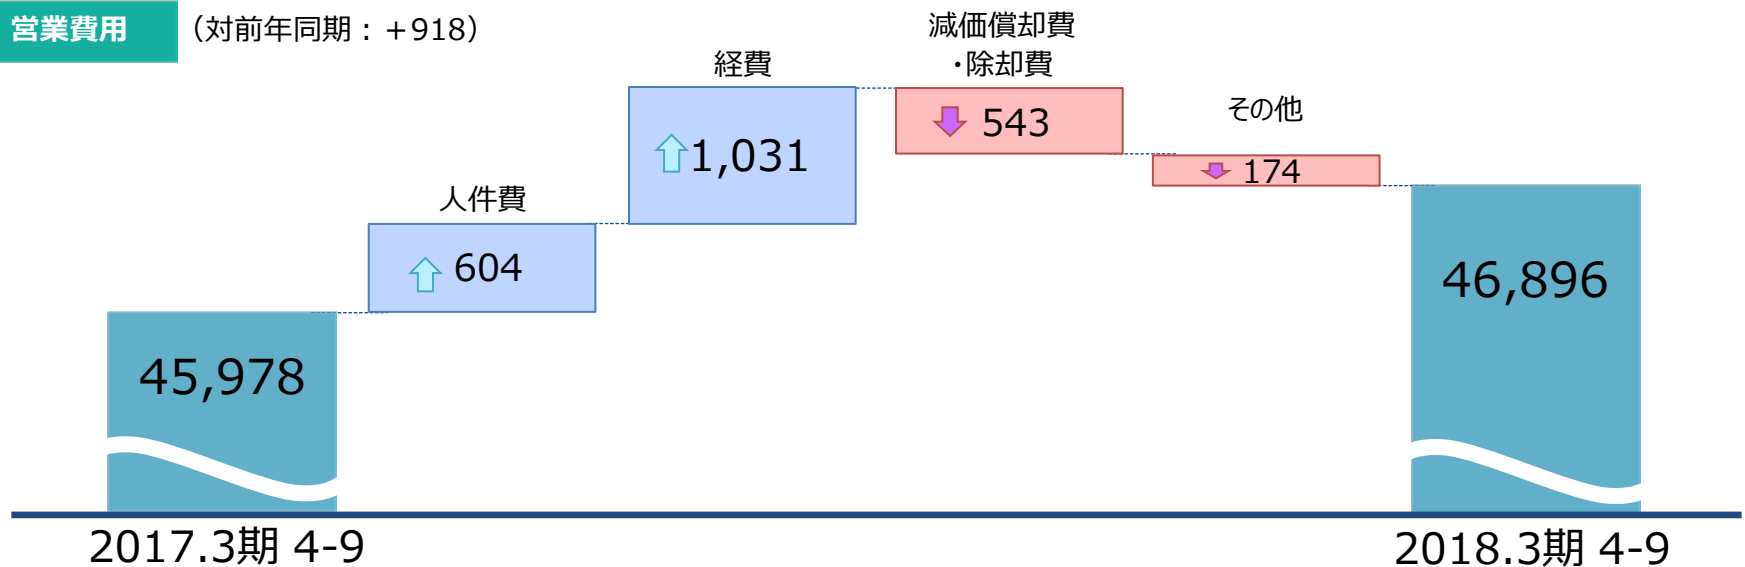 営業費用
（対前年同期：+918）
減価償却費
・除却費
経費
その他
人件費
543
1,031
174
604
46,896
45,978
2017.3期 4-9
2018.3期 4-9